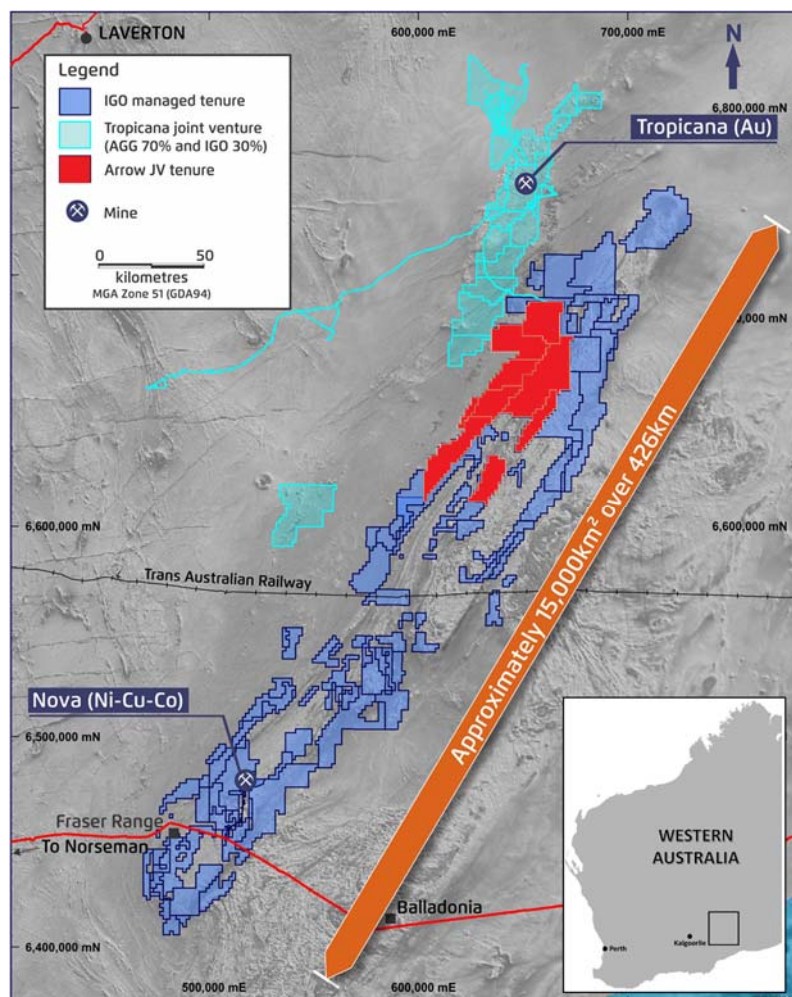 LAVERTON
600,000 mE
700,000 mE
N
Legend
IGO managed tenure
Tropicana joint venture
(AGG 70% and IGO 30%)
Arrow JV tenure
Mine
0 50
kilometres
MGA Zone 51 (GDA94)
6,800,000 mN
Tropicana (Au)
,000 mN
Approximately 15,000km² over 426km
6,600,000 mN
6,600,000 mN
Trans Australian Railway
Nova (Ni-Cu-Co)
6,500,000 mN
Fraser Range
To Norseman
Balladonia
6,400,000 mN
500,000 mE
600,000 mE
WESTERN
AUSTRALIA
Perth
Kalgoorlie